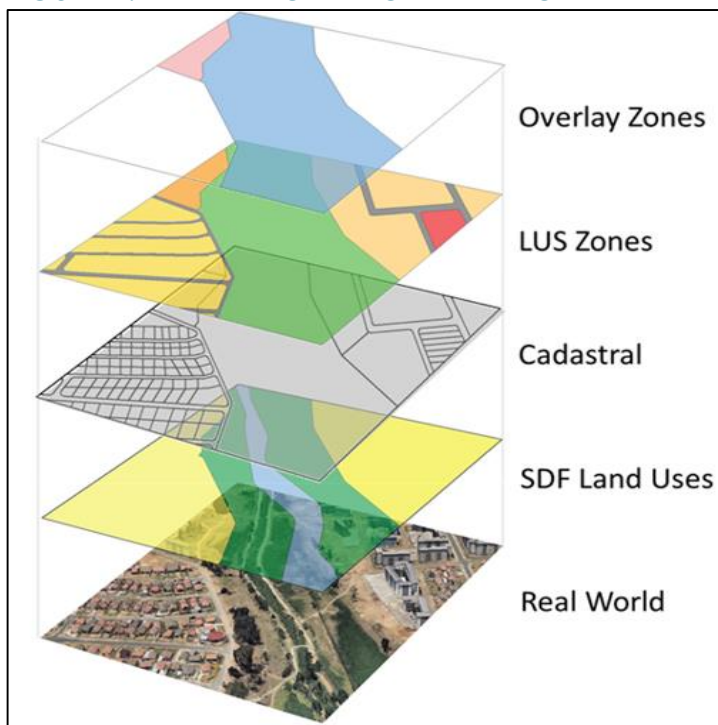 Overlay Zones
LUS Zones
Cadastral
SDF Land Uses
Real World